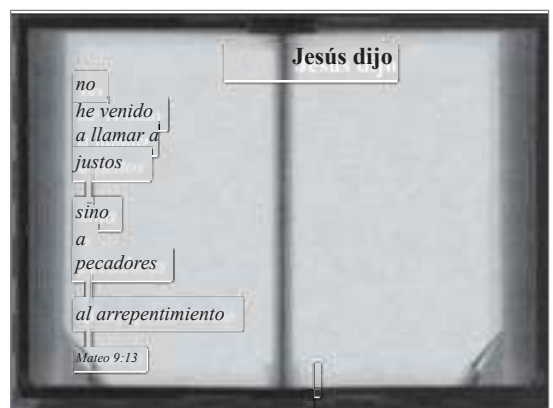 Jesús dijo
no
he venido
a llamar a
justos
sino
a
pecadores
al arrepentimiento
Mateo 9:13